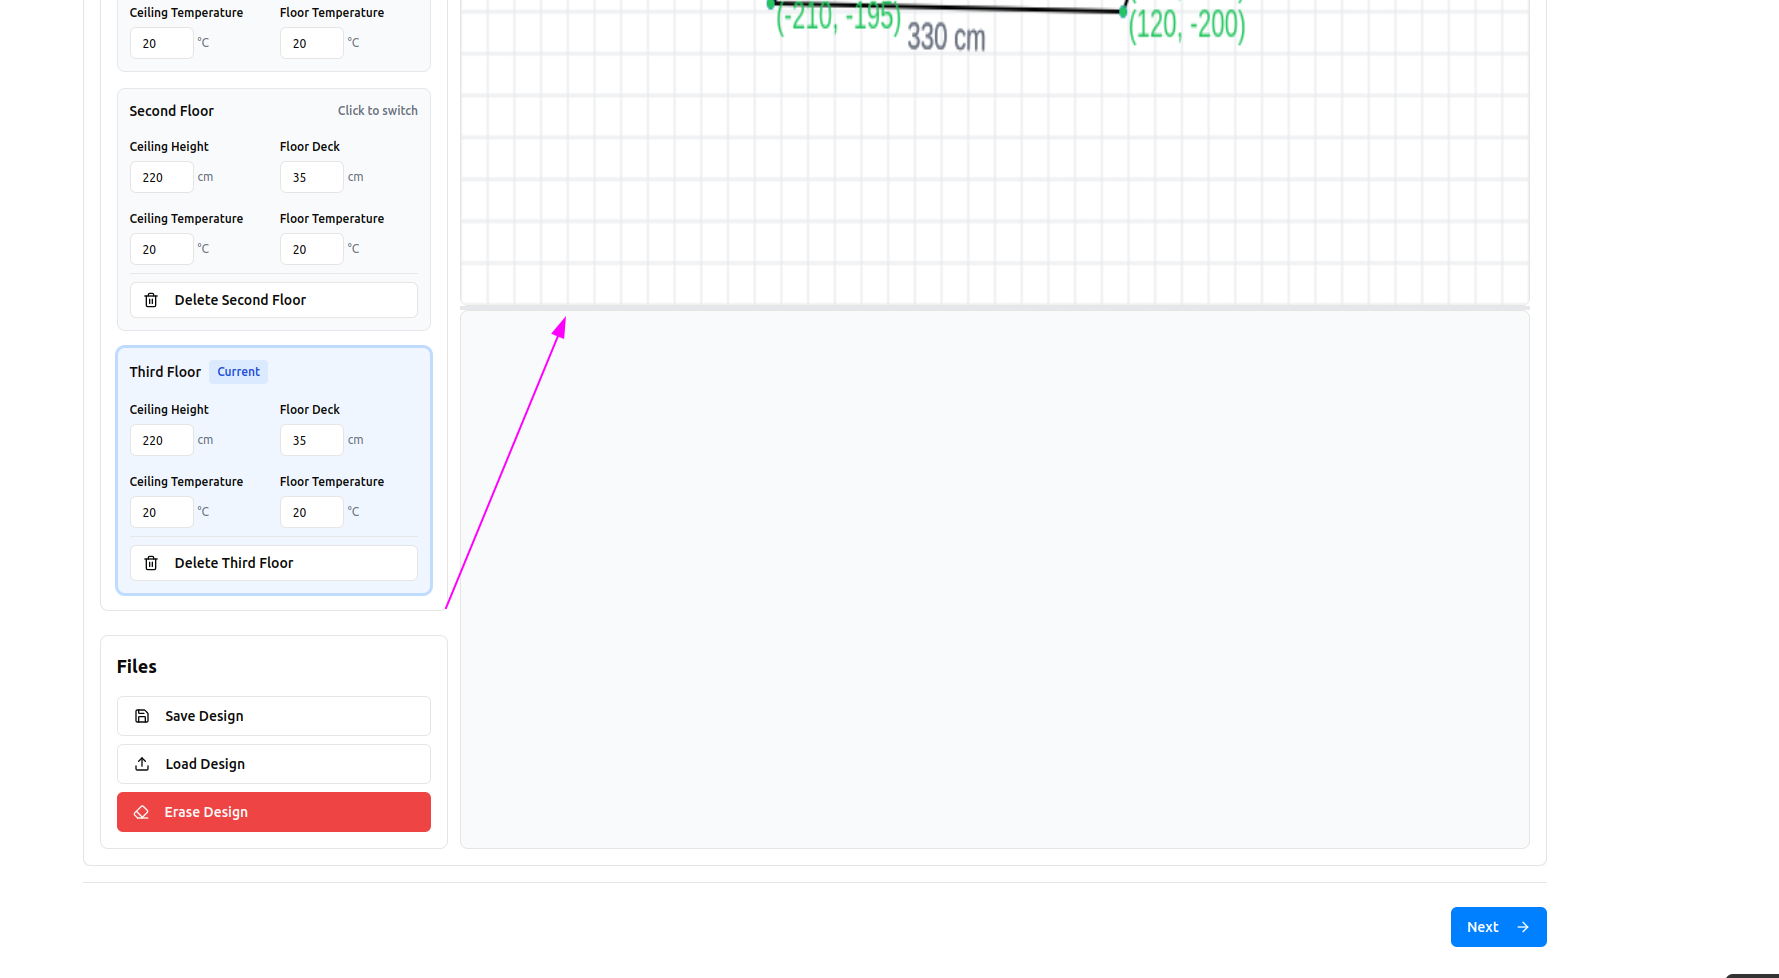 Ceiling Temperature Floor Temperature
20 °C 20 °C
(-210, -195) 330 cm (120, -200)
Second Floor Click to switch
Ceiling Height Floor Deck
220 cm 35 cm
Ceiling Temperature Floor Temperature
20 °C 20 °C
Delete Second Floor
Third Floor Current
Ceiling Height Floor Deck
220 cm 35 cm
Ceiling Temperature Floor Temperature
20 °C 20 °C
Delete Third Floor
Files
Save Design
Load Design
Erase Design
Next